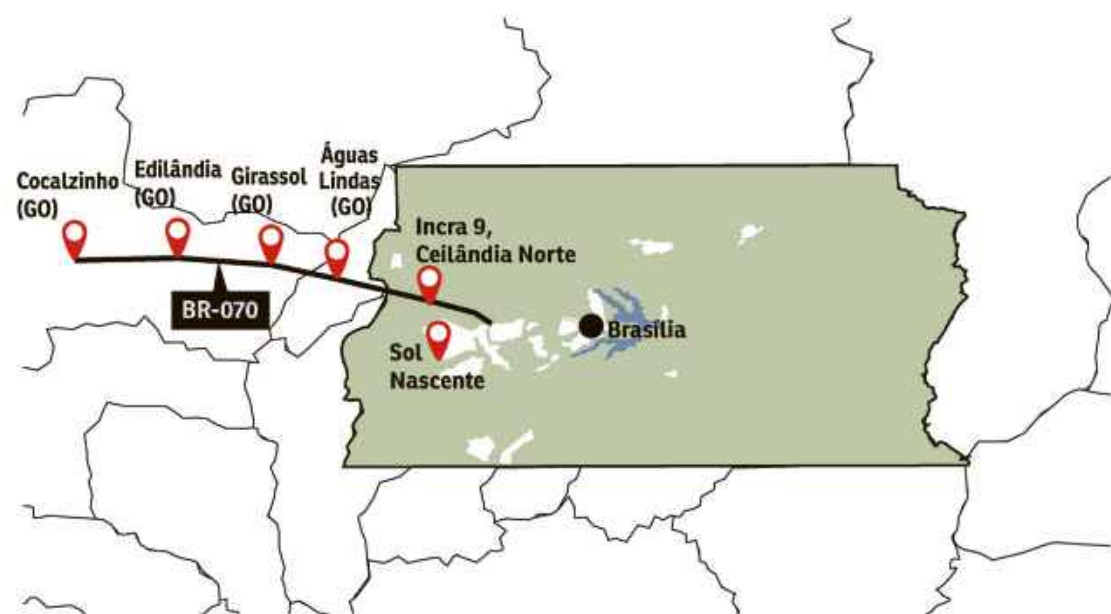 Cocalzinho
(GO)
Edilândia
(GO)
Girassol
(GO)
Águas
Lindas
(GO)
Incra 9,
Ceilândia Norte
BR-070
Sol
Nascente
Brasília